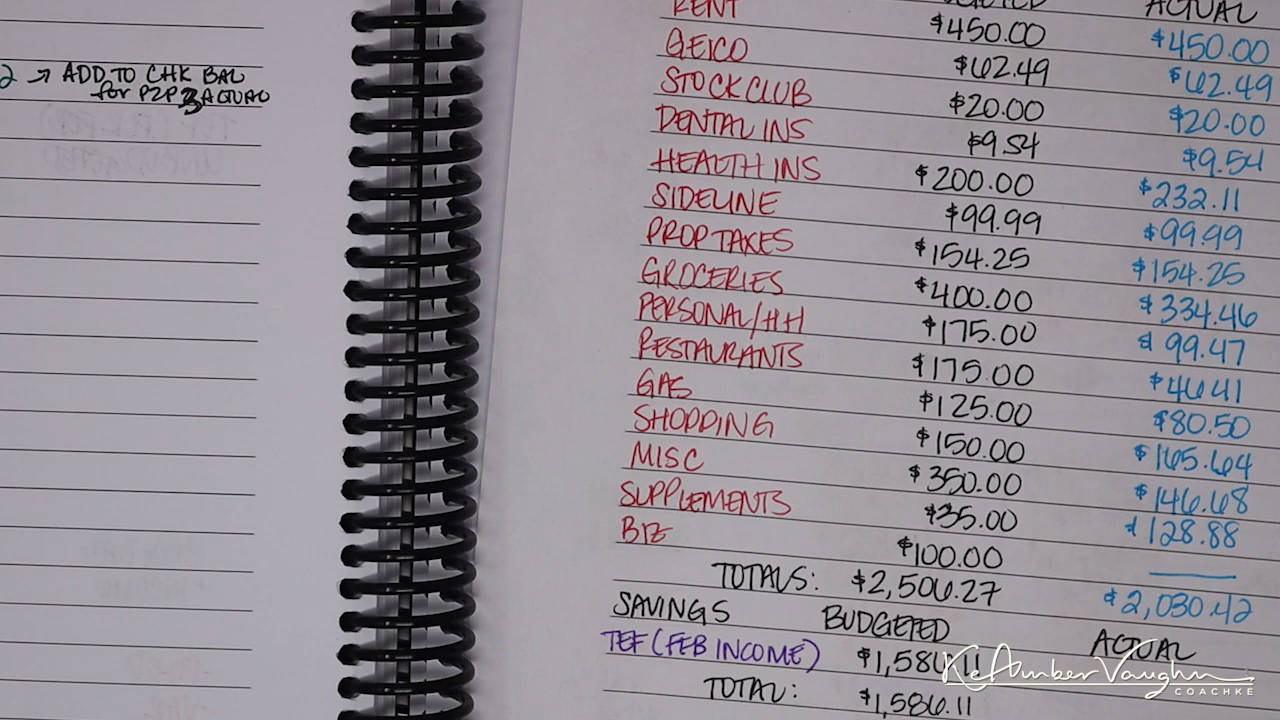 2 → ADD TO CHK BAL
for P2P 3 ACTUAL
ACTUAL
RENT $450.00 $450.00
GEICO $62.49 $62.49
STOCK CLUB $20.00 $20.00
DENTAL INS $9.54 $9.54
HEALTH INS $200.00 $232.11
SIDELINE $99.99 $99.99
PROP TAXES $154.25 $154.25
GROCERIES $400.00 $334.46
PERSONAL/HH $175.00 $99.47
RESTAURANTS $175.00 $46.41
GAS $125.00 $80.50
SHOPPING $150.00 $165.64
MISC $350.00 $146.68
SUPPLEMENTS $35.00 $128.88
BIZ $100.00
TOTALS: $2,506.27 $2,030.42
SAVINGS BUDGETED ACTUAL
TEF (FEB INCOME) $1,586.11
TOTAL: $1,586.11
KeAmber Vaughn
COACHKE